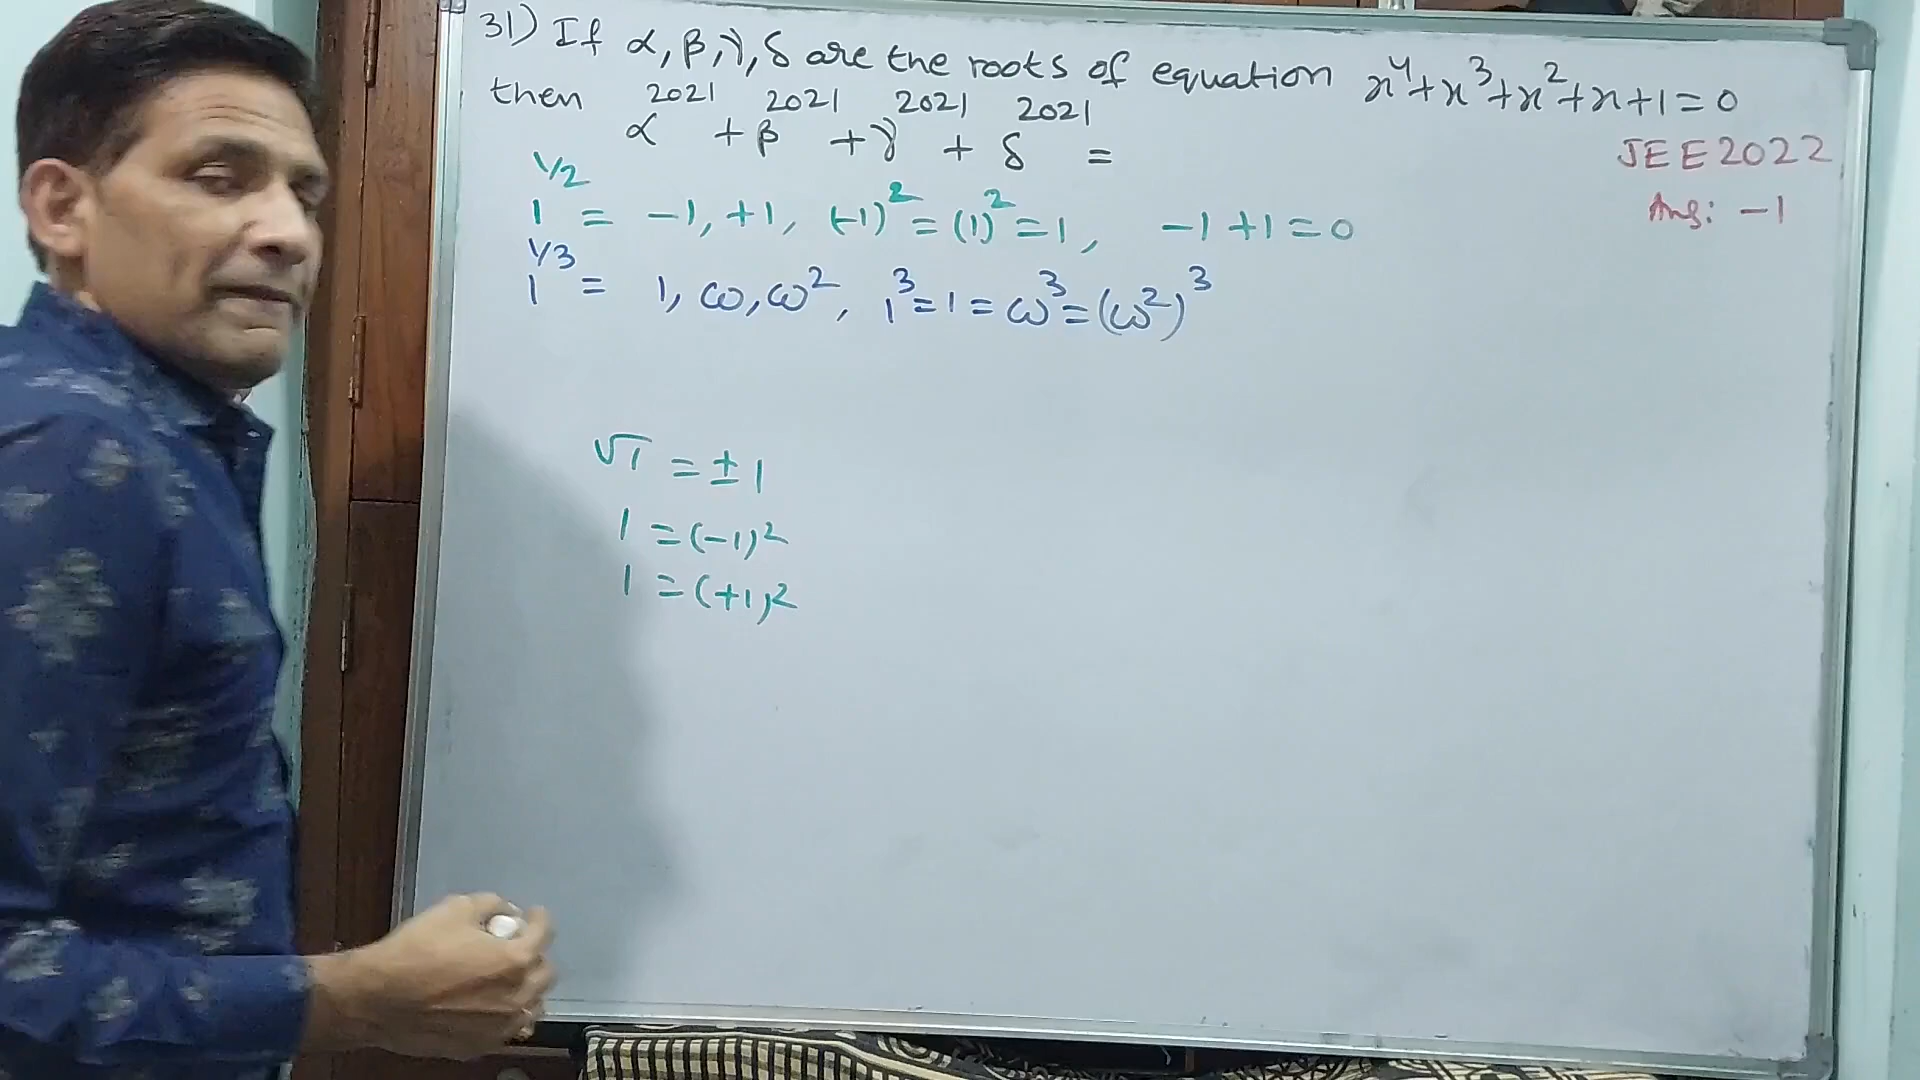 31) If α, β, γ, δ are the roots of equation x⁴+x³+x²+x+1=0
then α²⁰²¹ + β²⁰²¹ + γ²⁰²¹ + δ²⁰²¹ =
JEE 2022
Ans: -1
1^1/2 = -1, +1, (-1)² = (1)² = 1, -1+1=0
1^1/3 = 1, ω, ω², 1³=1=ω³=(ω²)³
√1 = ±1
1 = (-1)²
1 = (+1)²